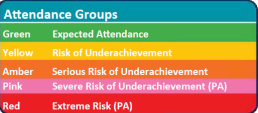 Attendance Groups
Green Expected Attendance
Yellow Risk of Underachievement
Amber Serious Risk of Underachievement
Pink Severe Risk of Underachievement (PA)
Red Extreme Risk (PA)